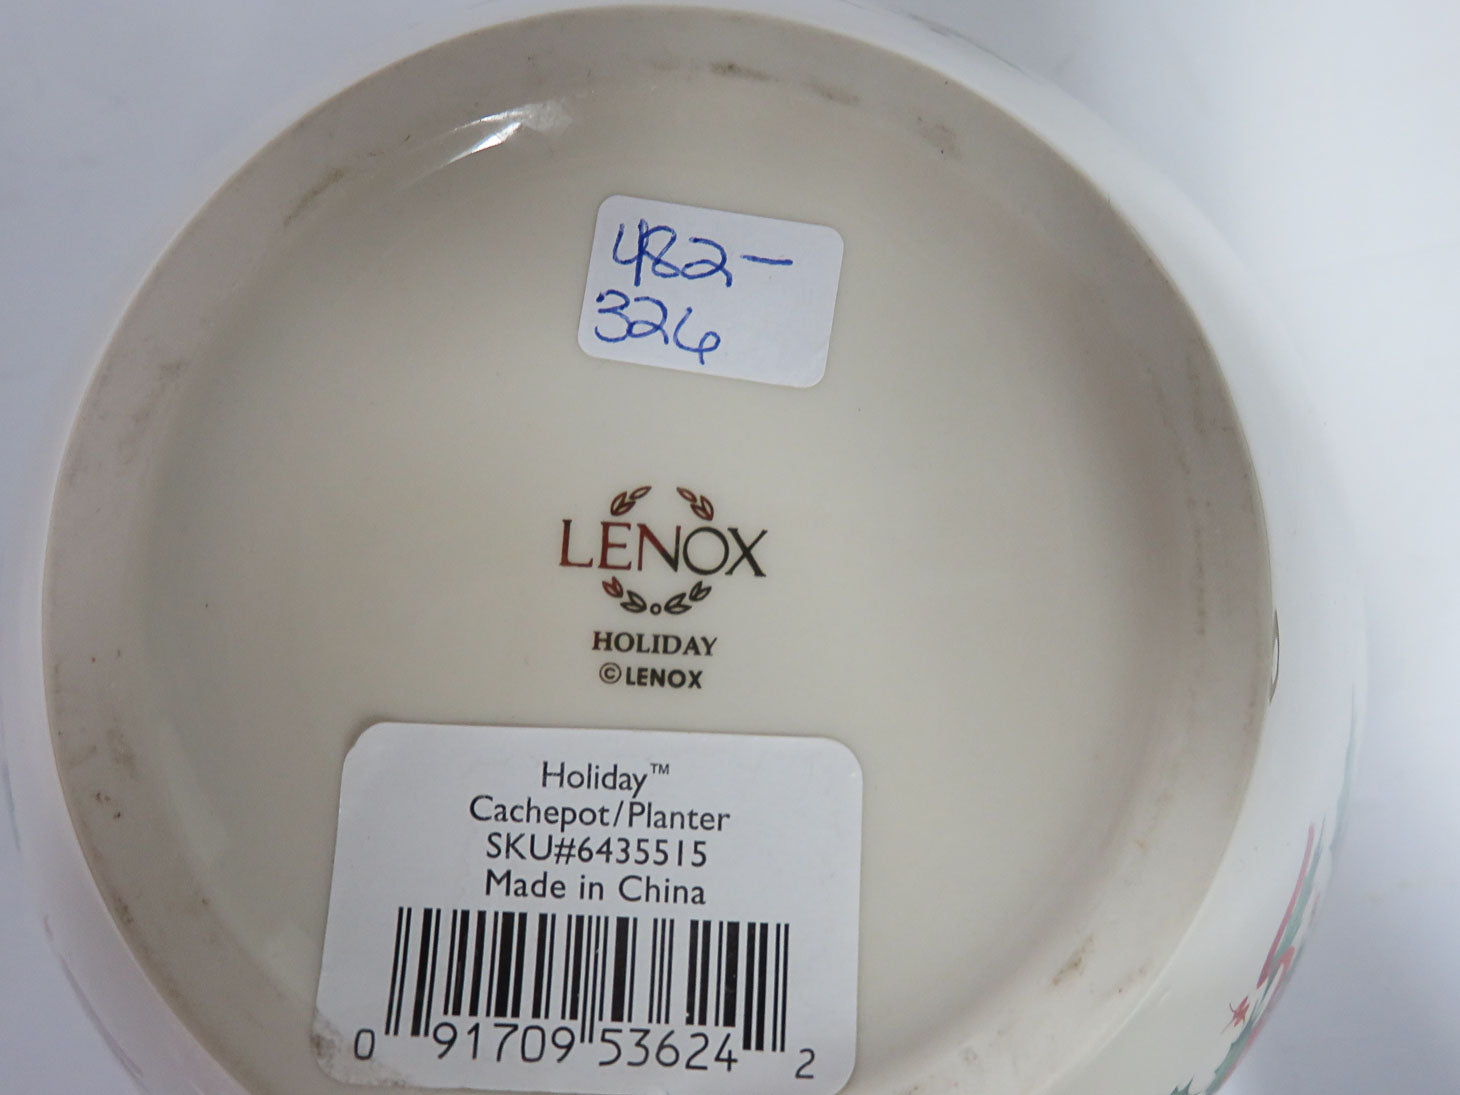 482-
326
LENOX
HOLIDAY
©LENOX
Holiday™
Cachepot/Planter
SKU#6435515
Made in China
0 91709 53624 2